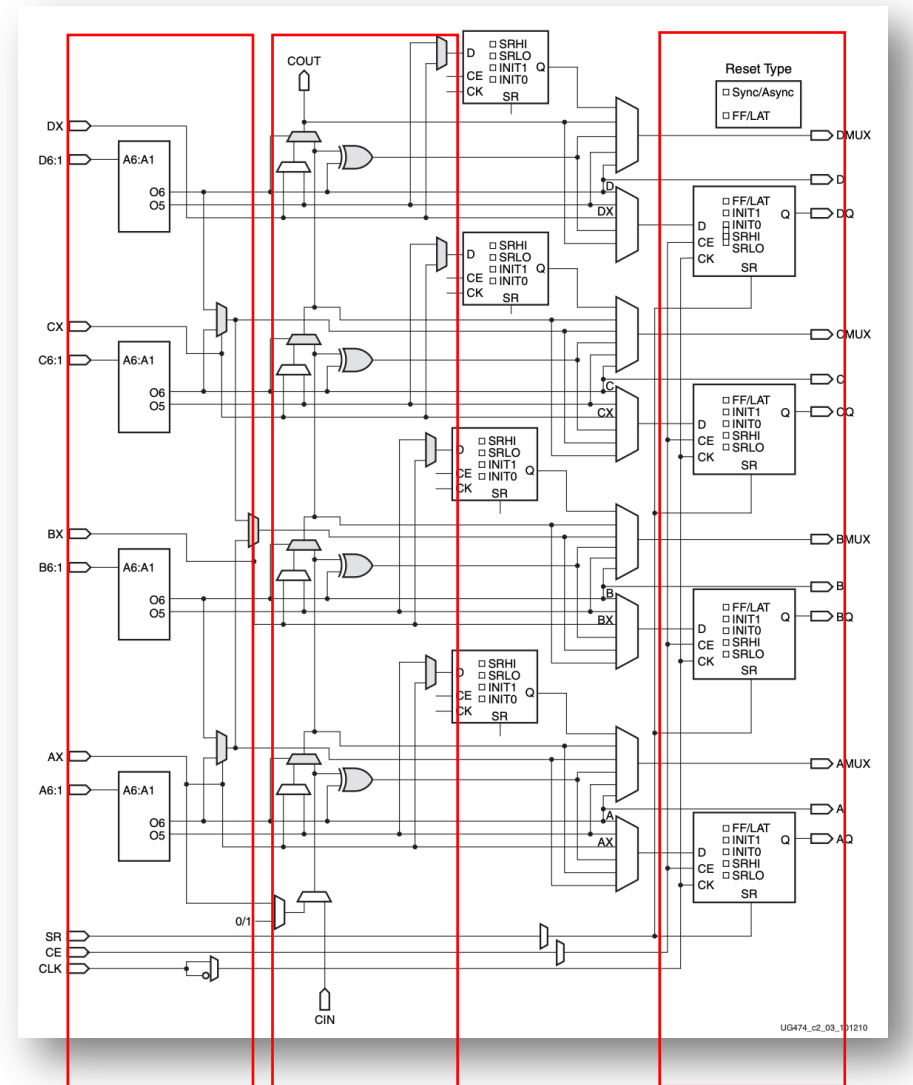 COUT
D
SRHI
SRLO
INIT1
INIT0
CE
CK
Q
SR
Reset Type
Sync/Async
FF/LAT
DX
D6:1
A6:A1
O6
O5
DMUX
D
D
DX
D
CE
CK
FF/LAT
INIT1
INIT0
SRHI
SRLO
Q
SR
DQ
D
SRHI
SRLO
INIT1
INIT0
CE
CK
Q
SR
CX
C6:1
A6:A1
O6
O5
CMUX
C
C
CX
D
CE
CK
FF/LAT
INIT1
INIT0
SRHI
SRLO
Q
SR
CQ
D
SRHI
SRLO
INIT1
INIT0
CE
CK
Q
SR
BX
B6:1
A6:A1
O6
O5
BMUX
B
B
BX
D
CE
CK
FF/LAT
INIT1
INIT0
SRHI
SRLO
Q
SR
BQ
D
SRHI
SRLO
INIT1
INIT0
CE
CK
Q
SR
AX
A6:1
A6:A1
O6
O5
AMUX
A
A
AX
D
CE
CK
FF/LAT
INIT1
INIT0
SRHI
SRLO
Q
SR
AQ
0/1
SR
CE
CLK
CIN
UG474_c2_03_101210